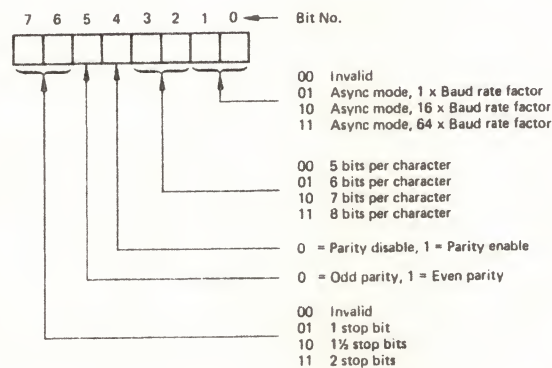 7 6 5 4 3 2 1 0 Bit No.
00 Invalid
01 Async mode, 1 x Baud rate factor
10 Async mode, 16 x Baud rate factor
11 Async mode, 64 x Baud rate factor
00 5 bits per character
01 6 bits per character
10 7 bits per character
11 8 bits per character
0 = Parity disable, 1 = Parity enable
0 = Odd parity, 1 = Even parity
00 Invalid
01 1 stop bit
10 1½ stop bits
11 2 stop bits